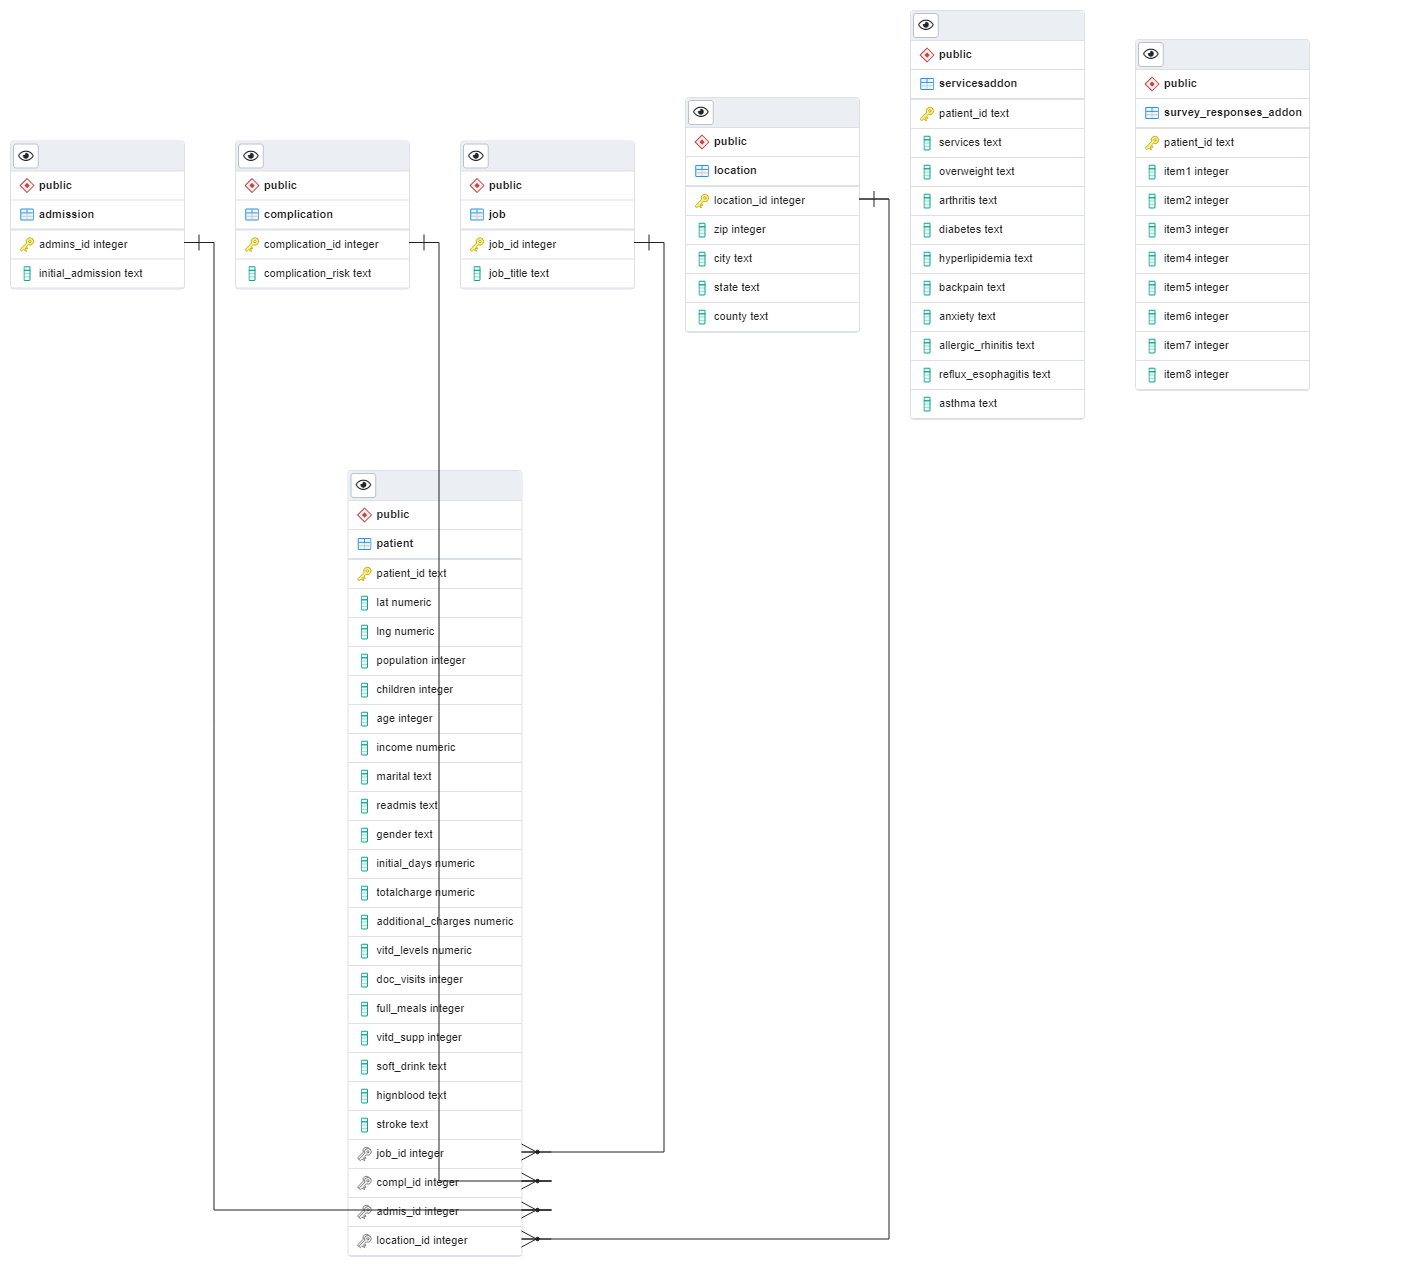 public
admission
admins_id integer
initial_admission text
public
complication
complication_id integer
complication_risk text
public
job
job_id integer
job_title text
public
location
location_id integer
zip integer
city text
state text
county text
public
servicesaddon
patient_id text
services text
overweight text
arthritis text
diabetes text
hyperlipidemia text
backpain text
anxiety text
allergic_rhinitis text
reflux_esophagitis text
asthma text
public
survey_responses_addon
patient_id text
item1 integer
item2 integer
item3 integer
item4 integer
item5 integer
item6 integer
item7 integer
item8 integer
public
patient
patient_id text
lat numeric
lng numeric
population integer
children integer
age integer
income numeric
marital text
readmis text
gender text
initial_days numeric
totalcharge numeric
additional_charges numeric
vitd_levels numeric
doc_visits integer
full_meals integer
vitd_supp integer
soft_drink text
hignblood text
stroke text
job_id integer
compl_id integer
admis_id integer
location_id integer